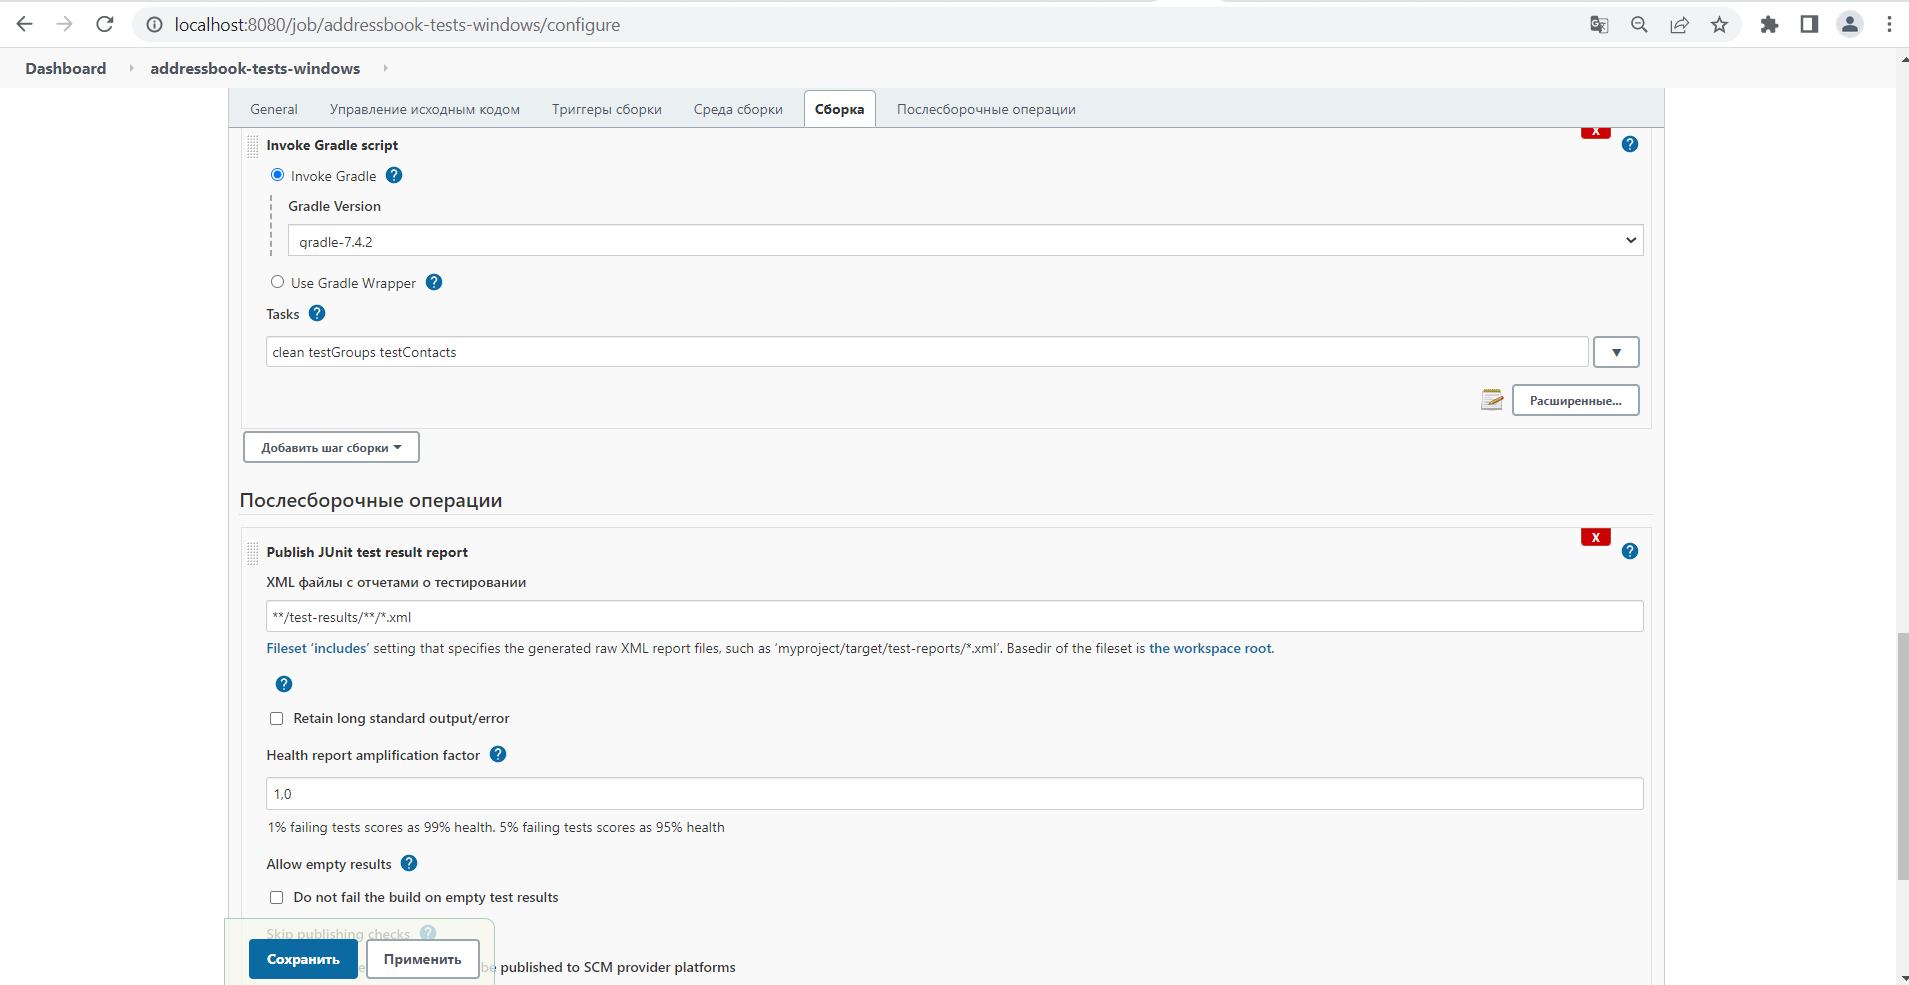 localhost:8080/job/addressbook-tests-windows/configure
Dashboard addressbook-tests-windows
General Управление исходным кодом Триггеры сборки Среда сборки Сборка Послесборочные операции
X
Invoke Gradle script ?
Invoke Gradle ?
Gradle Version
gradle-7.4.2
Use Gradle Wrapper ?
Tasks ?
clean testGroups testContacts
Расширенные...
Добавить шаг сборки
Послесборочные операции
X
Publish JUnit test result report ?
XML файлы с отчетами о тестировании
**/test-results/**/*.xml
Fileset ‘includes’ setting that specifies the generated raw XML report files, such as ‘myproject/target/test-reports/*.xml’. Basedir of the fileset is the workspace root.
?
Retain long standard output/error
Health report amplification factor ?
1,0
1% failing tests scores as 99% health. 5% failing tests scores as 95% health
Allow empty results ?
Do not fail the build on empty test results
Skip publishing checks ?
Сохранить Применить be published to SCM provider platforms